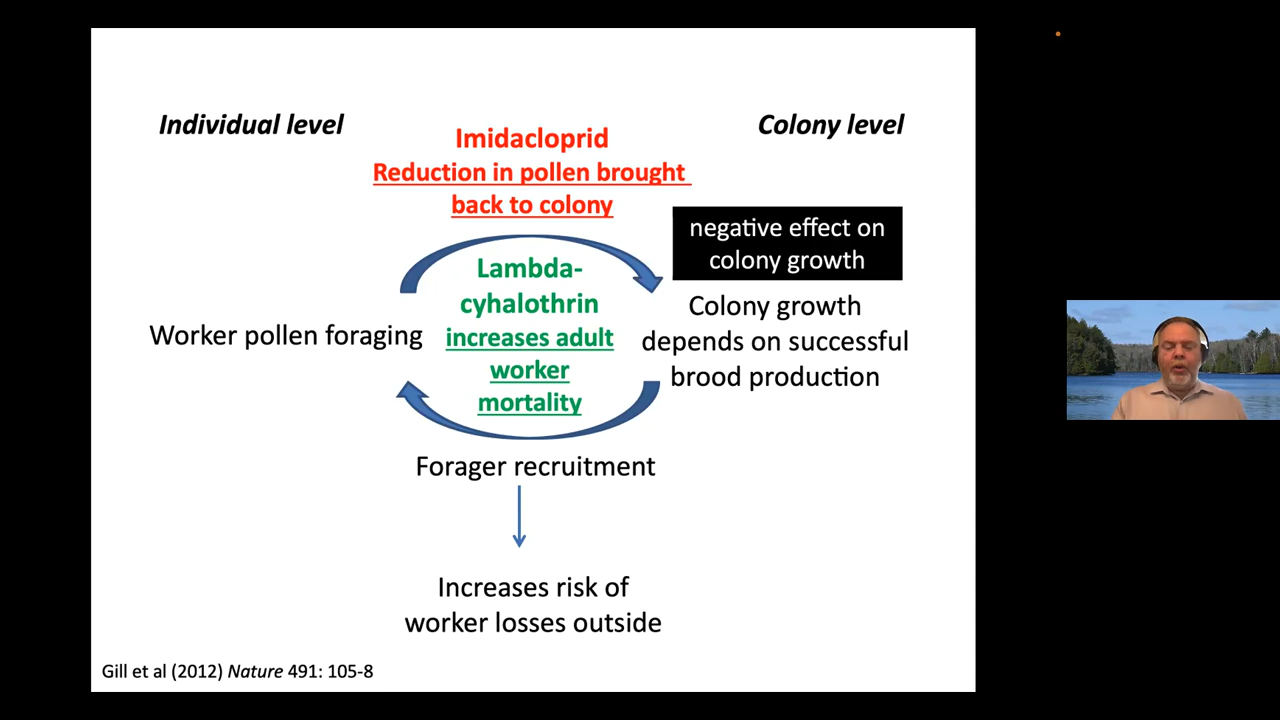 Individual level
Imidacloprid
Colony level
Reduction in pollen brought
back to colony
negative effect on
colony growth
Lambda-
cyhalothrin
increases adult
worker
mortality
Worker pollen foraging
Colony growth
depends on successful
brood production
Forager recruitment
Increases risk of
worker losses outside
Gill et al (2012) Nature 491: 105-8